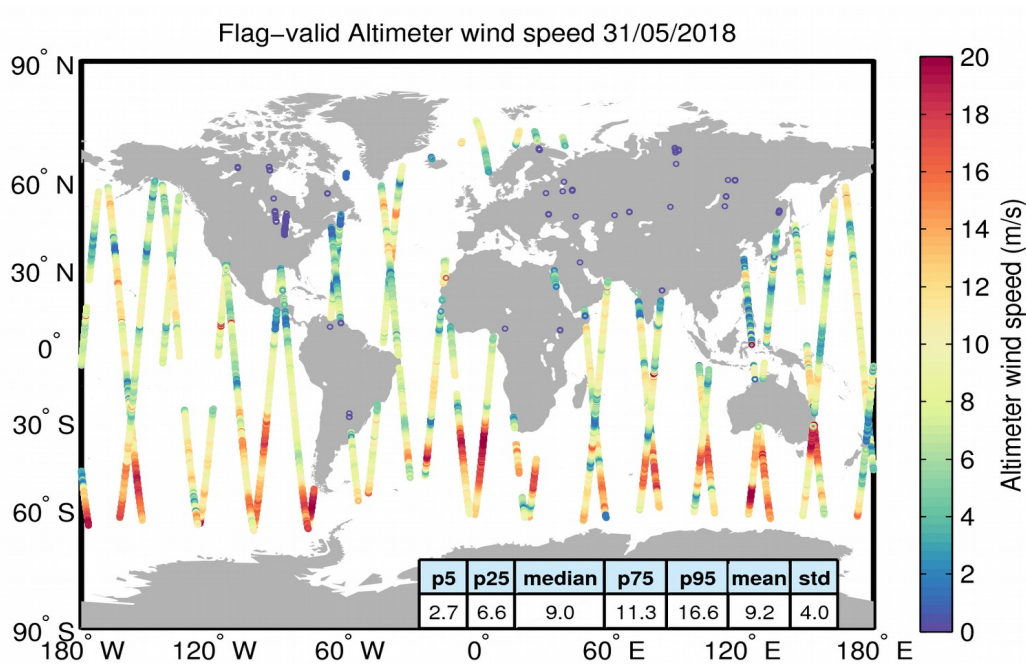 Flag−valid Altimeter wind speed 31/05/2018
90° N
60° N
30° N
0°
30° S
60° S
90° S
180° W
120° W
60° W
0°
60° E
120° E
180° E
20
18
16
14
12
10
8
6
4
2
0
Altimeter wind speed (m/s)
p5 p25 median p75 p95 mean std
2.7 6.6 9.0 11.3 16.6 9.2 4.0